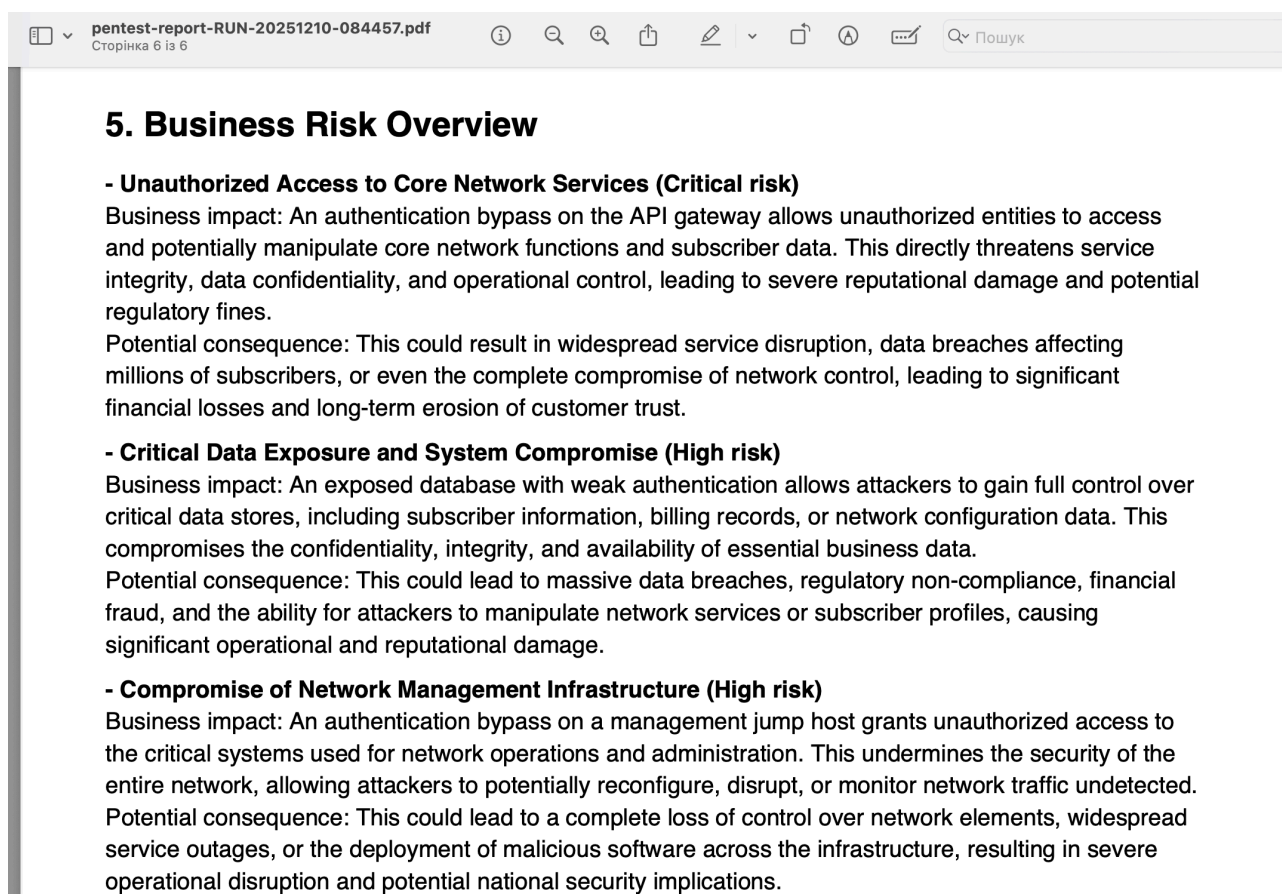 pentest-report-RUN-20251210-084457.pdf
Сторінка 6 із 6
Пошук
5. Business Risk Overview
- Unauthorized Access to Core Network Services (Critical risk)
Business impact: An authentication bypass on the API gateway allows unauthorized entities to access
and potentially manipulate core network functions and subscriber data. This directly threatens service
integrity, data confidentiality, and operational control, leading to severe reputational damage and potential
regulatory fines.
Potential consequence: This could result in widespread service disruption, data breaches affecting
millions of subscribers, or even the complete compromise of network control, leading to significant
financial losses and long-term erosion of customer trust.
- Critical Data Exposure and System Compromise (High risk)
Business impact: An exposed database with weak authentication allows attackers to gain full control over
critical data stores, including subscriber information, billing records, or network configuration data. This
compromises the confidentiality, integrity, and availability of essential business data.
Potential consequence: This could lead to massive data breaches, regulatory non-compliance, financial
fraud, and the ability for attackers to manipulate network services or subscriber profiles, causing
significant operational and reputational damage.
- Compromise of Network Management Infrastructure (High risk)
Business impact: An authentication bypass on a management jump host grants unauthorized access to
the critical systems used for network operations and administration. This undermines the security of the
entire network, allowing attackers to potentially reconfigure, disrupt, or monitor network traffic undetected.
Potential consequence: This could lead to a complete loss of control over network elements, widespread
service outages, or the deployment of malicious software across the infrastructure, resulting in severe
operational disruption and potential national security implications.